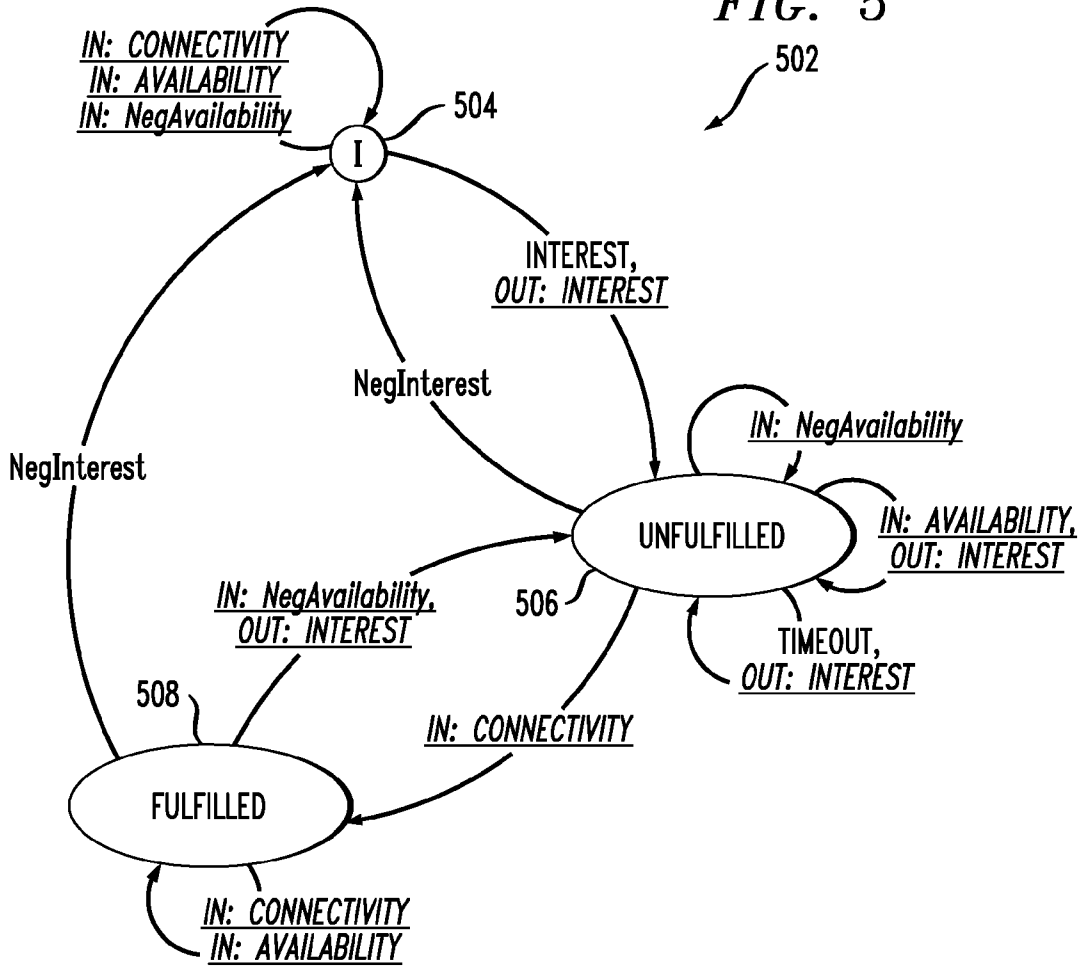 FIG. 5
502
IN: CONNECTIVITY
IN: AVAILABILITY
IN: NegAvailability
504
I
INTEREST,
OUT: INTEREST
NegInterest
NegInterest
IN: NegAvailability
UNFULFILLED
IN: AVAILABILITY,
OUT: INTEREST
506
IN: NegAvailability,
OUT: INTEREST
TIMEOUT,
OUT: INTEREST
508
IN: CONNECTIVITY
FULFILLED
IN: CONNECTIVITY
IN: AVAILABILITY